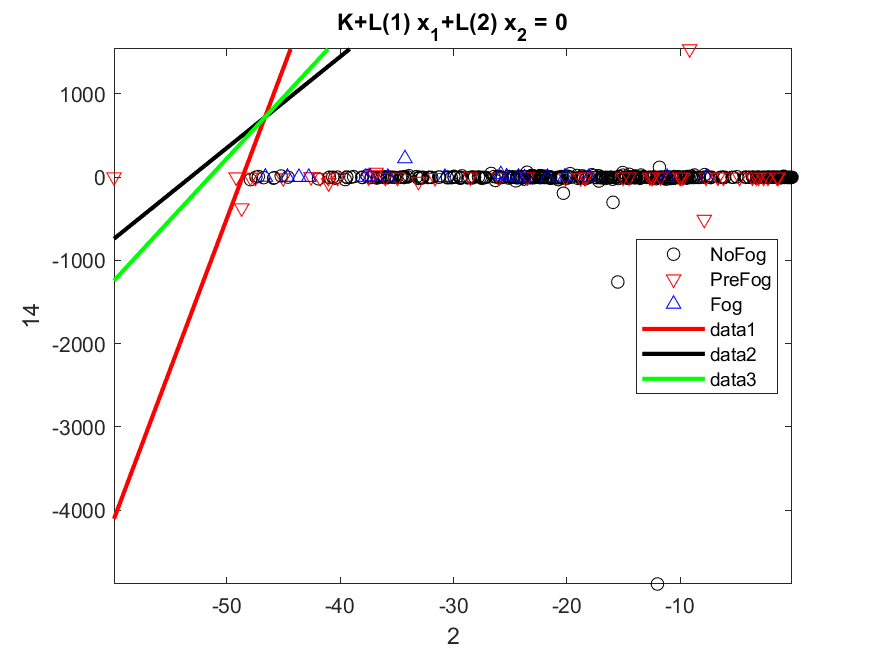 K+L(1) x1+L(2) x2 = 0
1000
0
-1000
-2000
-3000
-4000
14
NoFog
PreFog
Fog
data1
data2
data3
-50 -40 -30 -20 -10
2